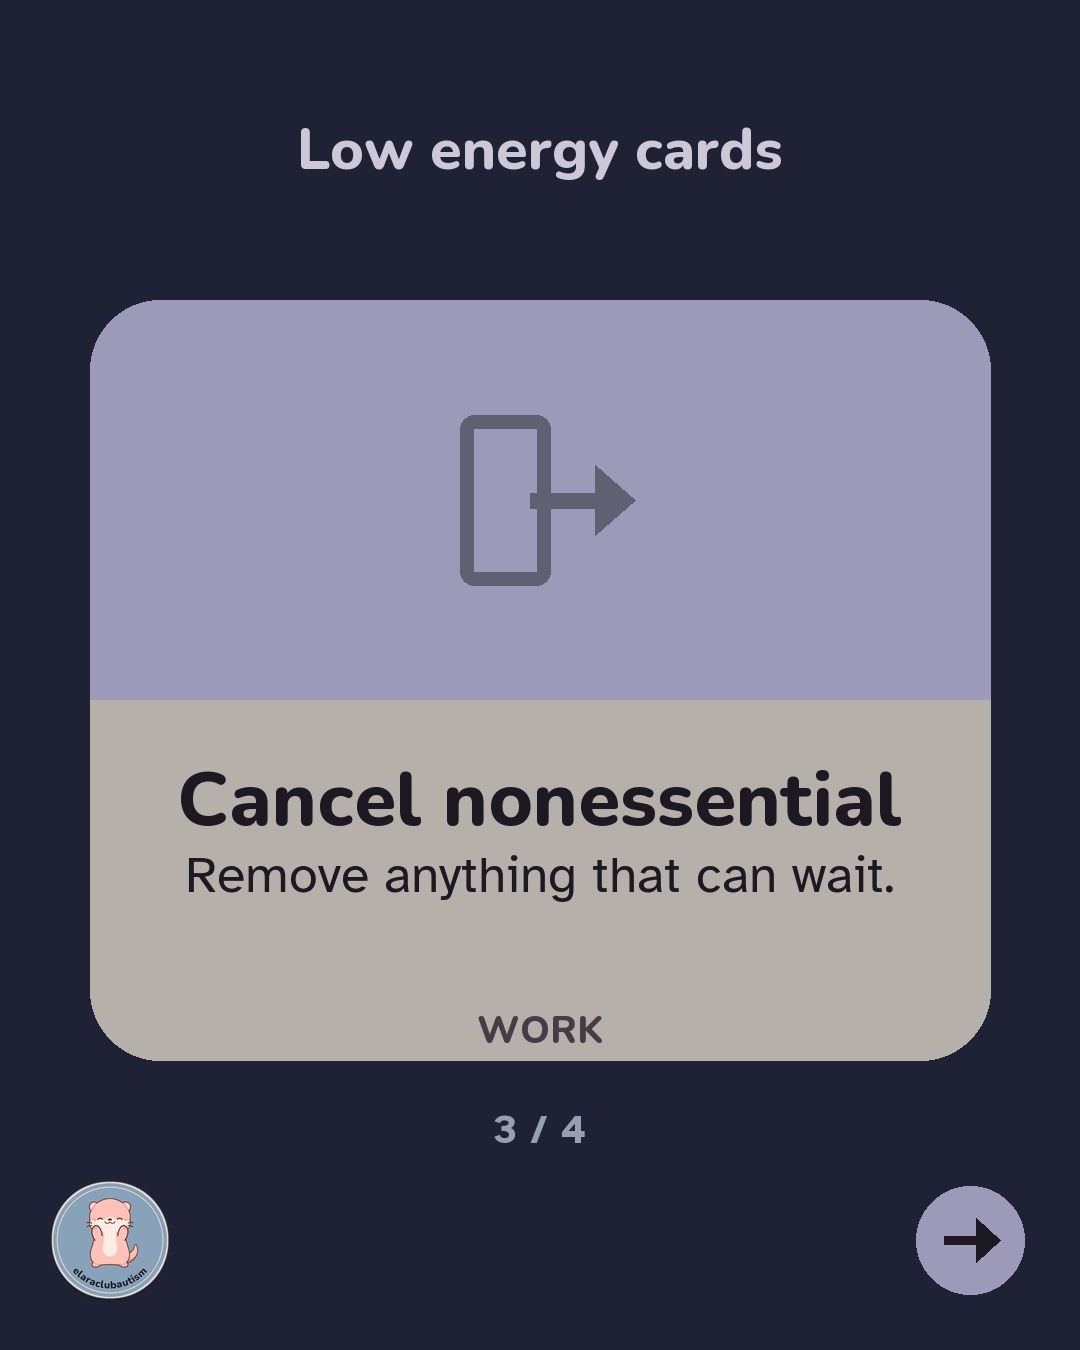 Low energy cards
Cancel nonessential
Remove anything that can wait.
WORK
3 / 4
elaraclubautism